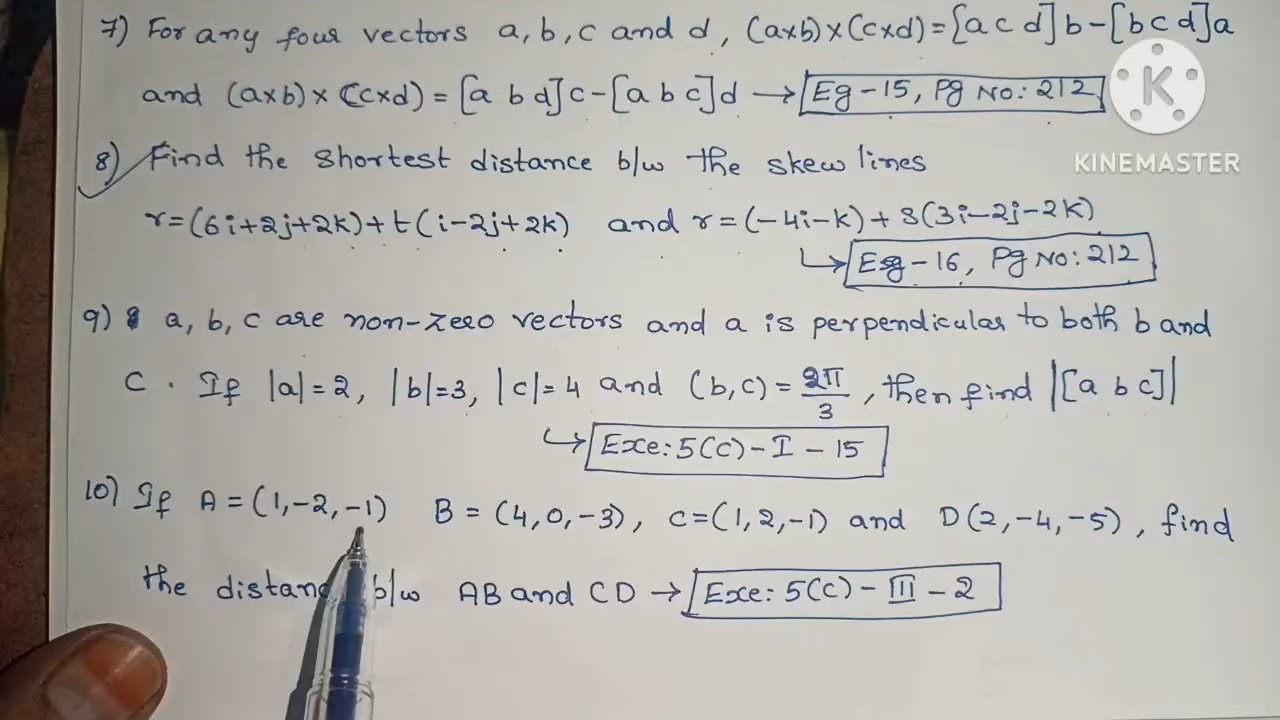 7) For any four vectors a, b, c and d, (a×b)×(c×d)=[a c d]b-[b c d]a
and (a×b)×(c×d)=[a b d]c-[a b c]d → Eg-15, Pg No: 212
K
KINEMASTER
8) Find the shortest distance b/w the skew lines
r=(6i+2j+2k)+t(i-2j+2k) and r=(-4i-k)+s(3i-2j-2k)
↳ Eg-16, Pg No: 212
9) a, b, c are non-zero vectors and a is perpendicular to both b and
c. If |a|=2, |b|=3, |c|=4 and (b,c)=2π/3, then find |[a b c]|
↳ Exe: 5(c)-I-15
10) If A=(1,-2,-1) B=(4,0,-3), C=(1,2,-1) and D(2,-4,-5), find
the b/w AB and CD → Exe: 5(c)-III-2